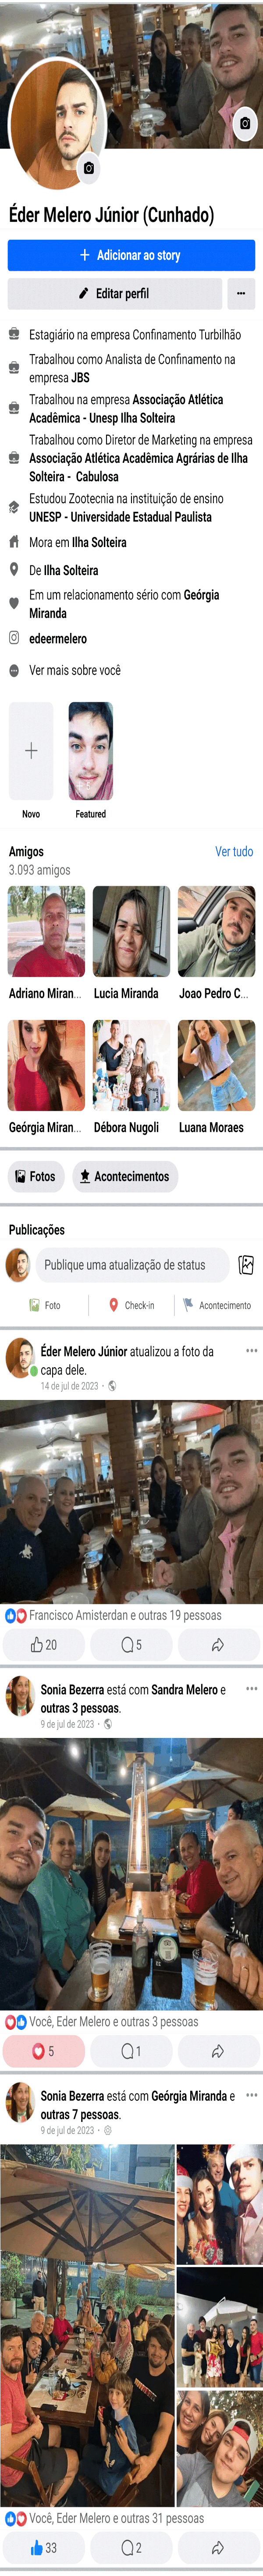 Éder Melero Júnior (Cunhado)
+ Adicionar ao story
Editar perfil
Estagiário na empresa Confinamento Turbilhão
Trabalhou como Analista de Confinamento na
empresa JBS
Trabalhou na empresa Associação Atlética
Acadêmica - Unesp Ilha Solteira
Trabalhou como Diretor de Marketing na empresa
Associação Atlética Acadêmica Agrárias de Ilha
Solteira - Cabulosa
Estudou Zootecnia na instituição de ensino
UNESP - Universidade Estadual Paulista
Mora em Ilha Solteira
De Ilha Solteira
Em um relacionamento sério com Geórgia
Miranda
edeermelero
Ver mais sobre você
Novo
Featured
Amigos
Ver tudo
3.093 amigos
Adriano Miran...
Lucia Miranda
Joao Pedro C...
Geórgia Miran...
Débora Nugoli
Luana Moraes
Fotos
Acontecimentos
Publicações
Publique uma atualização de status
Foto
Check-in
Acontecimento
Éder Melero Júnior atualizou a foto da
capa dele.
14 de jul de 2023
Francisco Amisterdan e outras 19 pessoas
20
5
Sonia Bezerra está com Sandra Melero e
outras 3 pessoas.
9 de jul de 2023
Você, Eder Melero e outras 3 pessoas
5
1
Sonia Bezerra está com Geórgia Miranda e
outras 7 pessoas.
9 de jul de 2023
Você, Eder Melero e outras 31 pessoas
33
2